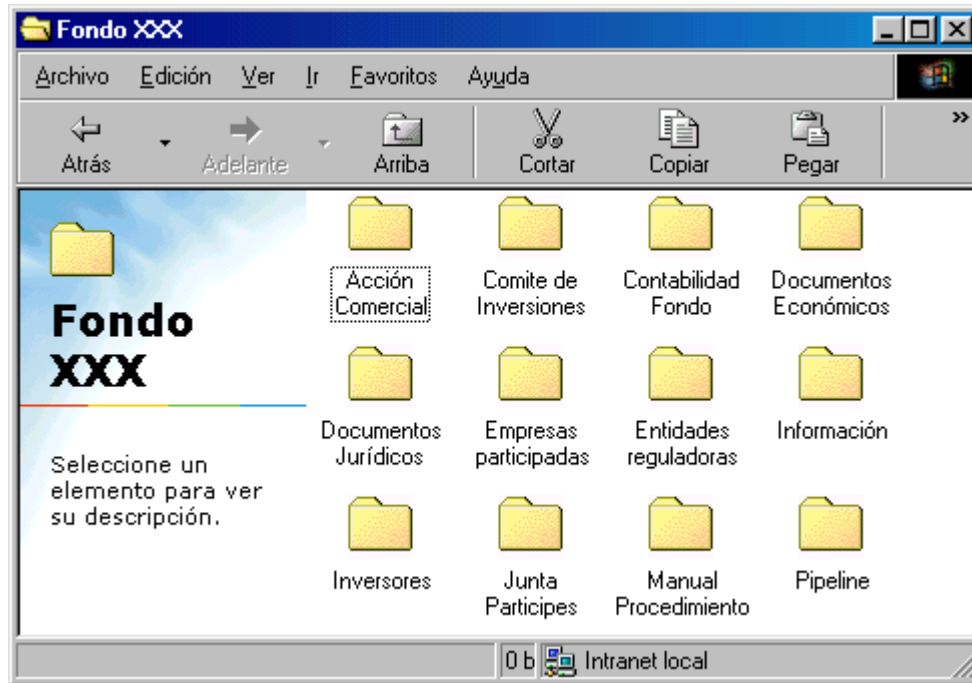 Fondo XXX
Archivo Edición Ver Ir Favoritos Ayuda
Atrás Adelante Arriba Cortar Copiar Pegar »
Fondo
XXX
Seleccione un
elemento para ver
su descripción.
Acción
Comercial
Comite de
Inversiones
Contabilidad
Fondo
Documentos
Económicos
Documentos
Jurídicos
Empresas
participadas
Entidades
reguladoras
Información
Inversores
Junta
Participes
Manual
Procedimiento
Pipeline
0 b Intranet local